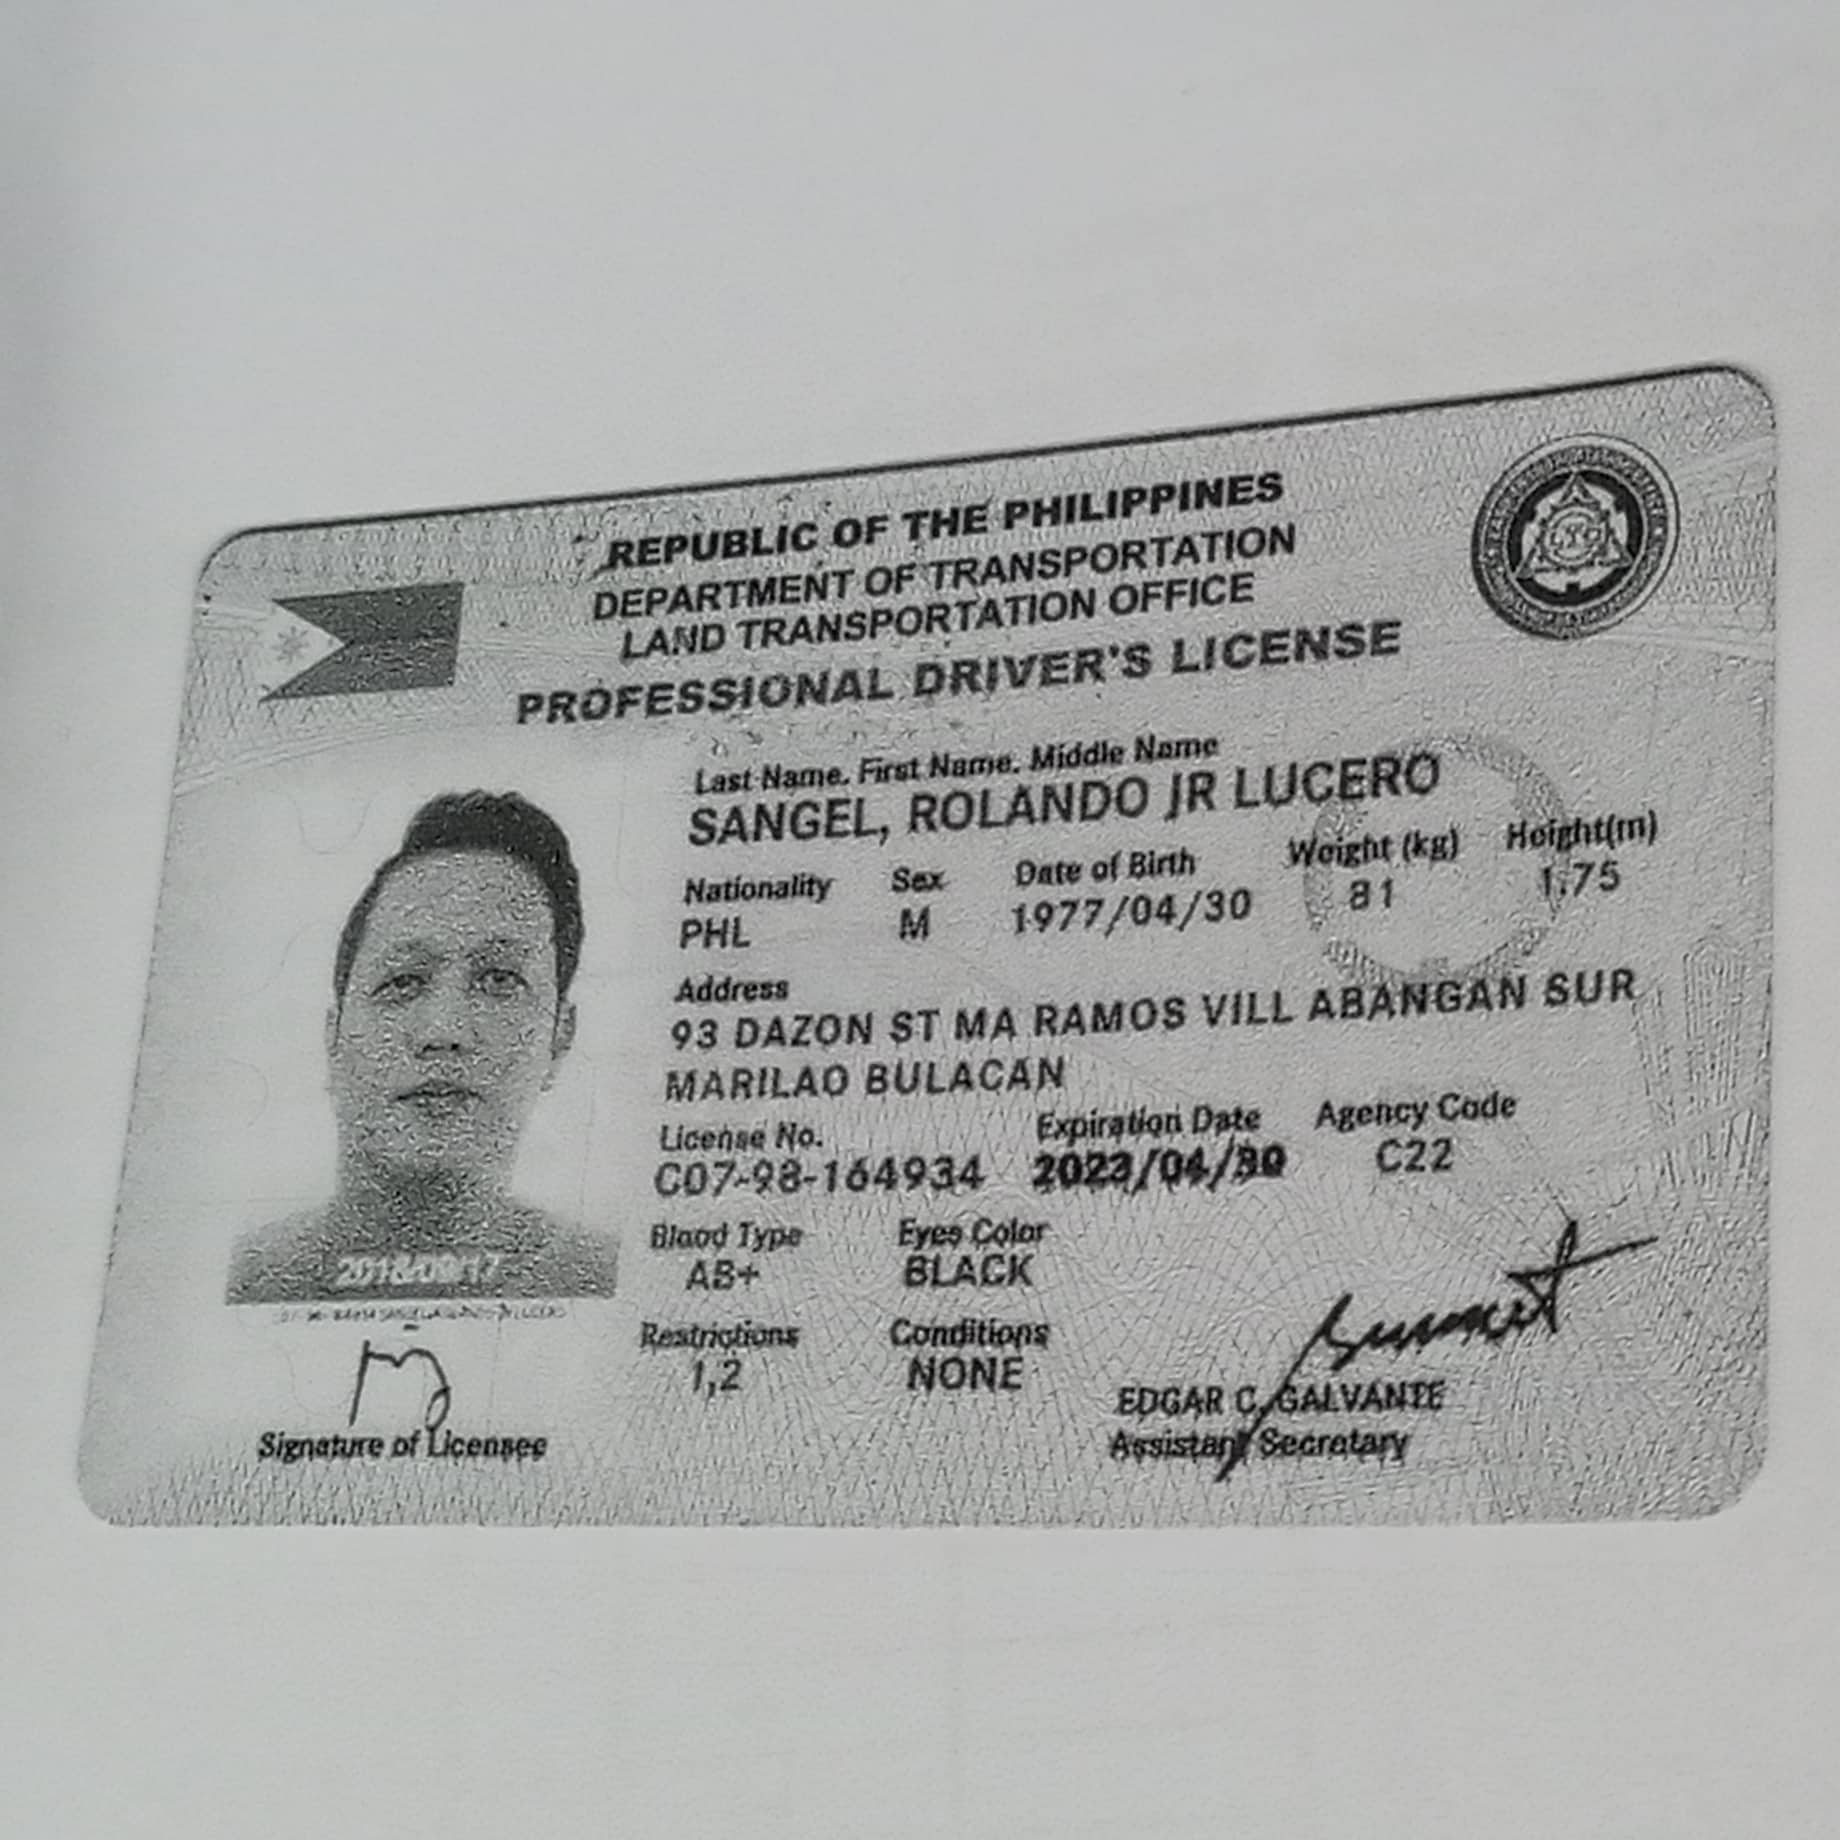 REPUBLIC OF THE PHILIPPINES
DEPARTMENT OF TRANSPORTATION
LAND TRANSPORTATION OFFICE
PROFESSIONAL DRIVER'S LICENSE
Last Name. First Name. Middle Name
SANGEL, ROLANDO JR LUCERO
Nationality Sex Date of Birth Weight (kg) Height(m)
PHL M 1977/04/30 81 1.75
Address
93 DAZON ST MA RAMOS VILL ABANGAN SUR
MARILAO BULACAN
License No. Expiration Date Agency Code
C07-98-164934 2023/04/30 C22
Blood Type Eyes Color
AB+ BLACK
Restrictions Conditions
1,2 NONE
2018/09/17
Signature of Licensee
EDGAR C. GALVANTE
Assistant Secretary